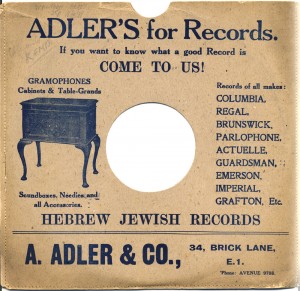 ADLER'S for Records.
If you want to know what a good Record is
COME TO US!
GRAMOPHONES
Cabinets & Table-Grands
Records of all makes:
COLUMBIA,
REGAL,
BRUNSWICK,
PARLOPHONE,
ACTUELLE,
GUARDSMAN,
EMERSON,
IMPERIAL,
GRAFTON, Etc.
Soundboxes, Needles and
all Accessories.
HEBREW JEWISH RECORDS
A. ADLER & CO.,
34, BRICK LANE,
E.1.
'Phone: AVENUE